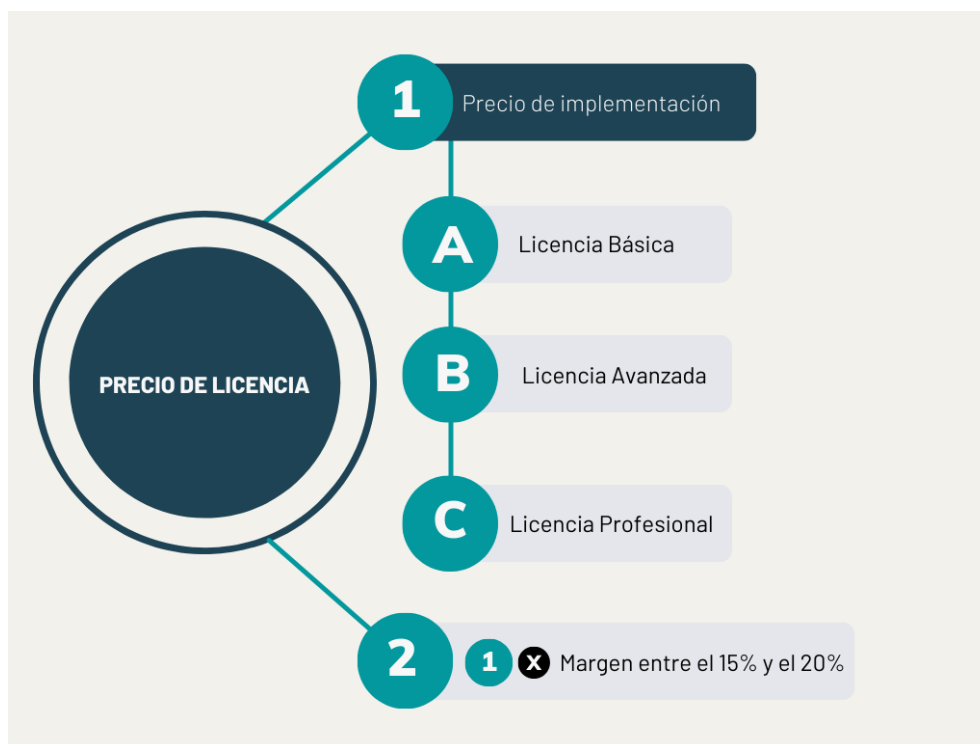 1
Precio de implementación
A
Licencia Básica
B
Licencia Avanzada
PRECIO DE LICENCIA
C
Licencia Profesional
2
1 X Margen entre el 15% y el 20%